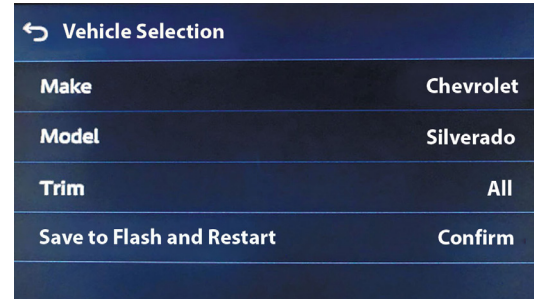 Vehicle Selection
Make Chevrolet
Model Silverado
Trim All
Save to Flash and Restart Confirm